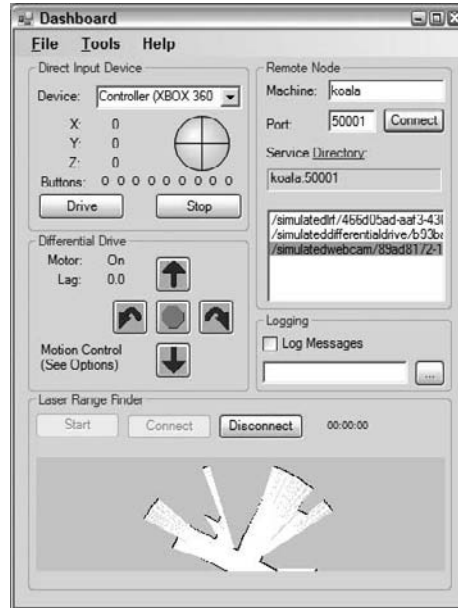 Dashboard
File Tools Help
Direct Input Device
Device: Controller (XBOX 360
X: 0
Y: 0
Z: 0
Buttons: 0 0 0 0 0 0 0 0 0
Drive Stop
Remote Node
Machine: koala
Port: 50001 Connect
Service Directory:
koala:50001
/simulatedlrf/466d05ad-aaf3-430
/simulateddifferentialdrive/b93ba
/simulatedwebcam/89ad8172-1
Differential Drive
Motor: On
Lag: 0.0
Motion Control
(See Options)
Logging
Log Messages
...
Laser Range Finder
Start Connect Disconnect 00:00:00